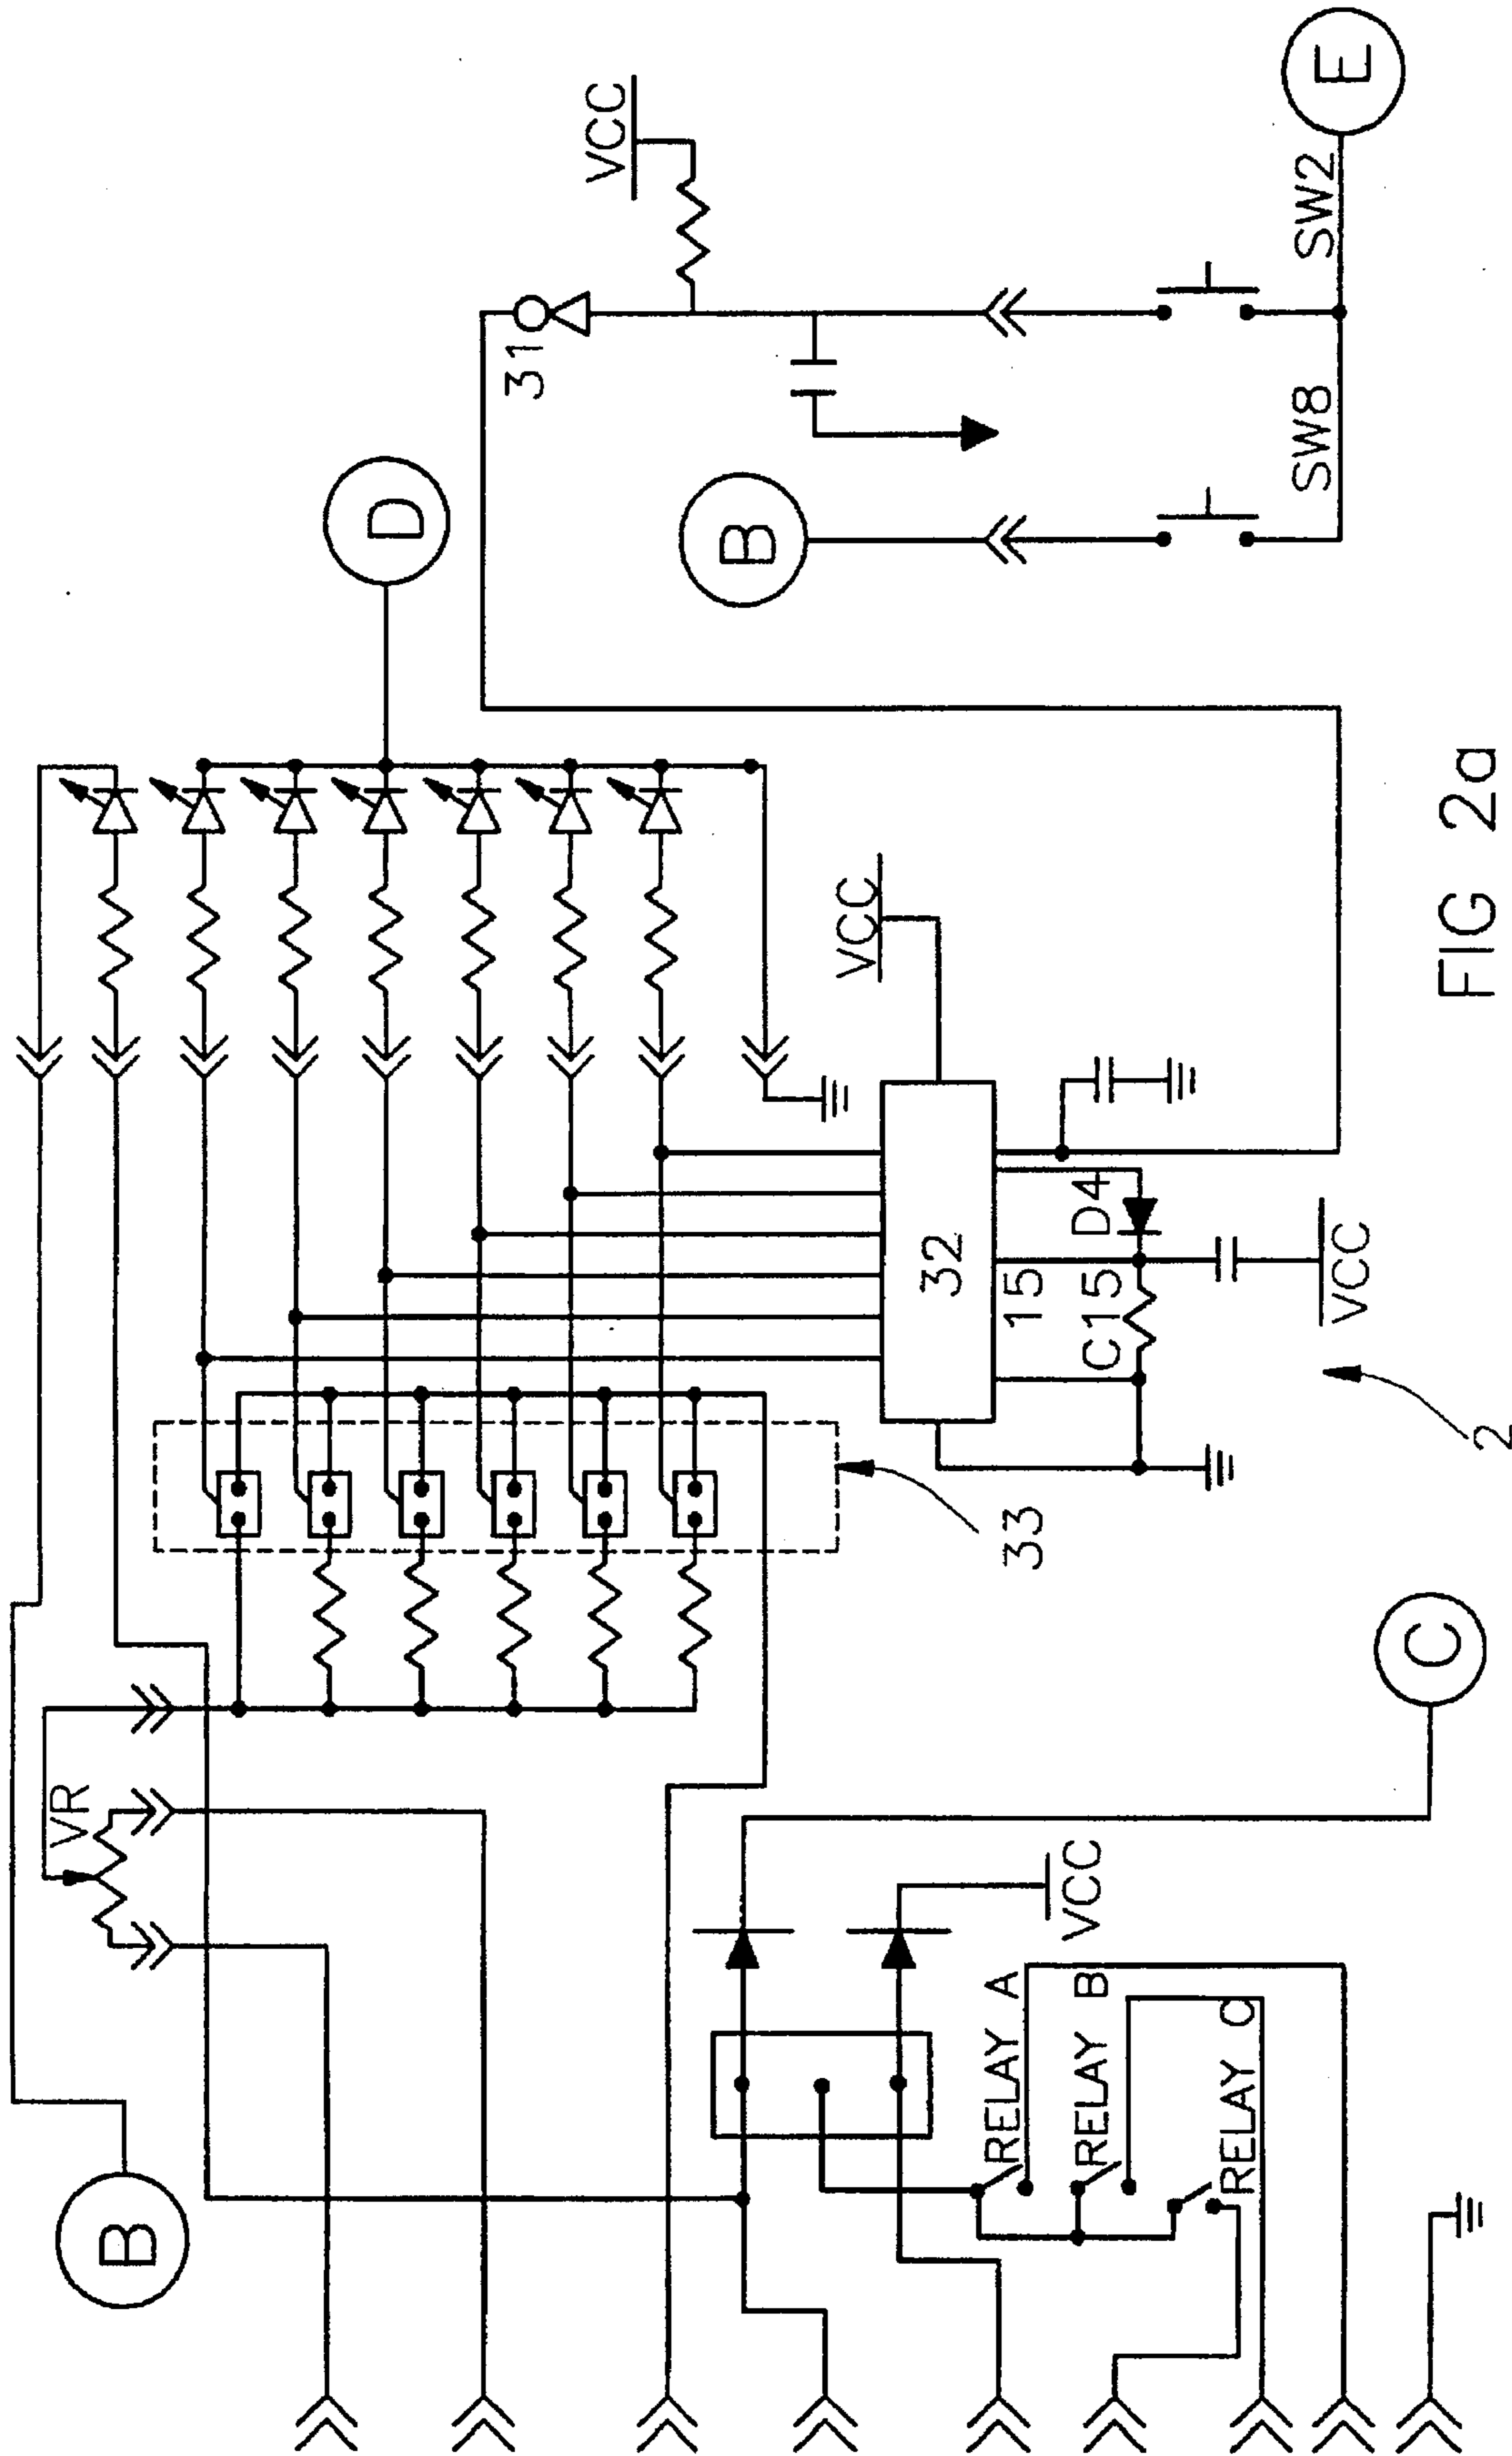 B
VR
D
VCC
31
B
SW8
SW2
E
33
32
VCC
15
C15
D4
VCC
2
VCC
RELAY A
RELAY B
RELAY C
C
FIG 2a